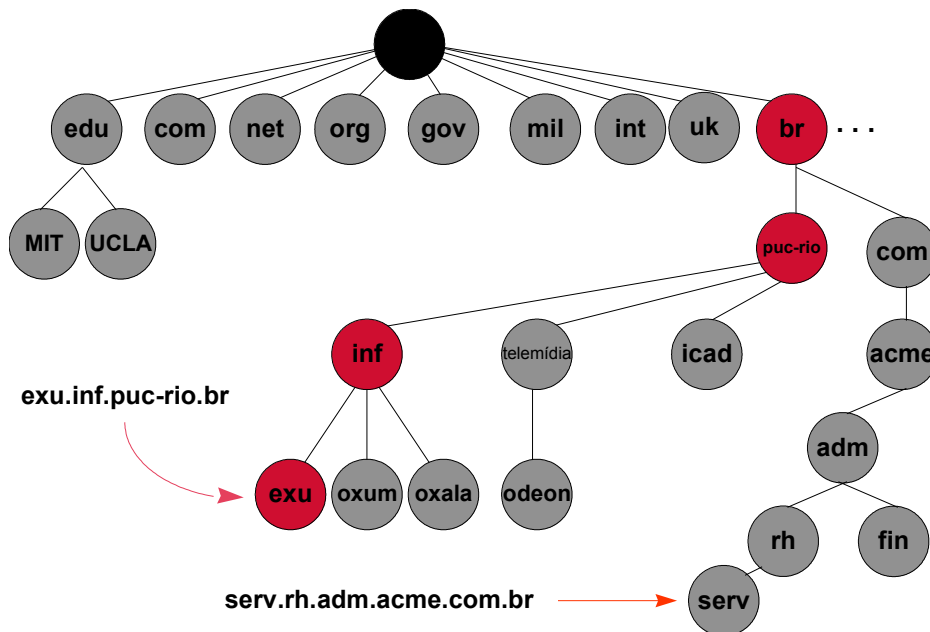 edu com net org gov mil int uk br . . .
MIT UCLA puc-rio com
inf telemídia icad acme
exu.inf.puc-rio.br
adm
exu oxum oxala odeon
rh fin
serv.rh.adm.acme.com.br serv